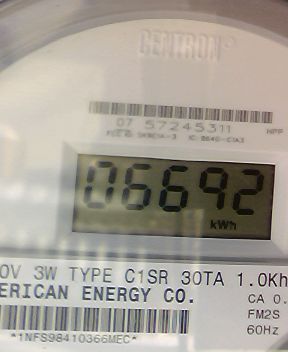 CENTRON®
07 57245311
HPP
06692
kWh
0V 3W TYPE C1SR 30TA 1.0Kh
ERICAN ENERGY CO.
CA 0.
FM2S
60Hz
*1NFS98410366MEC*